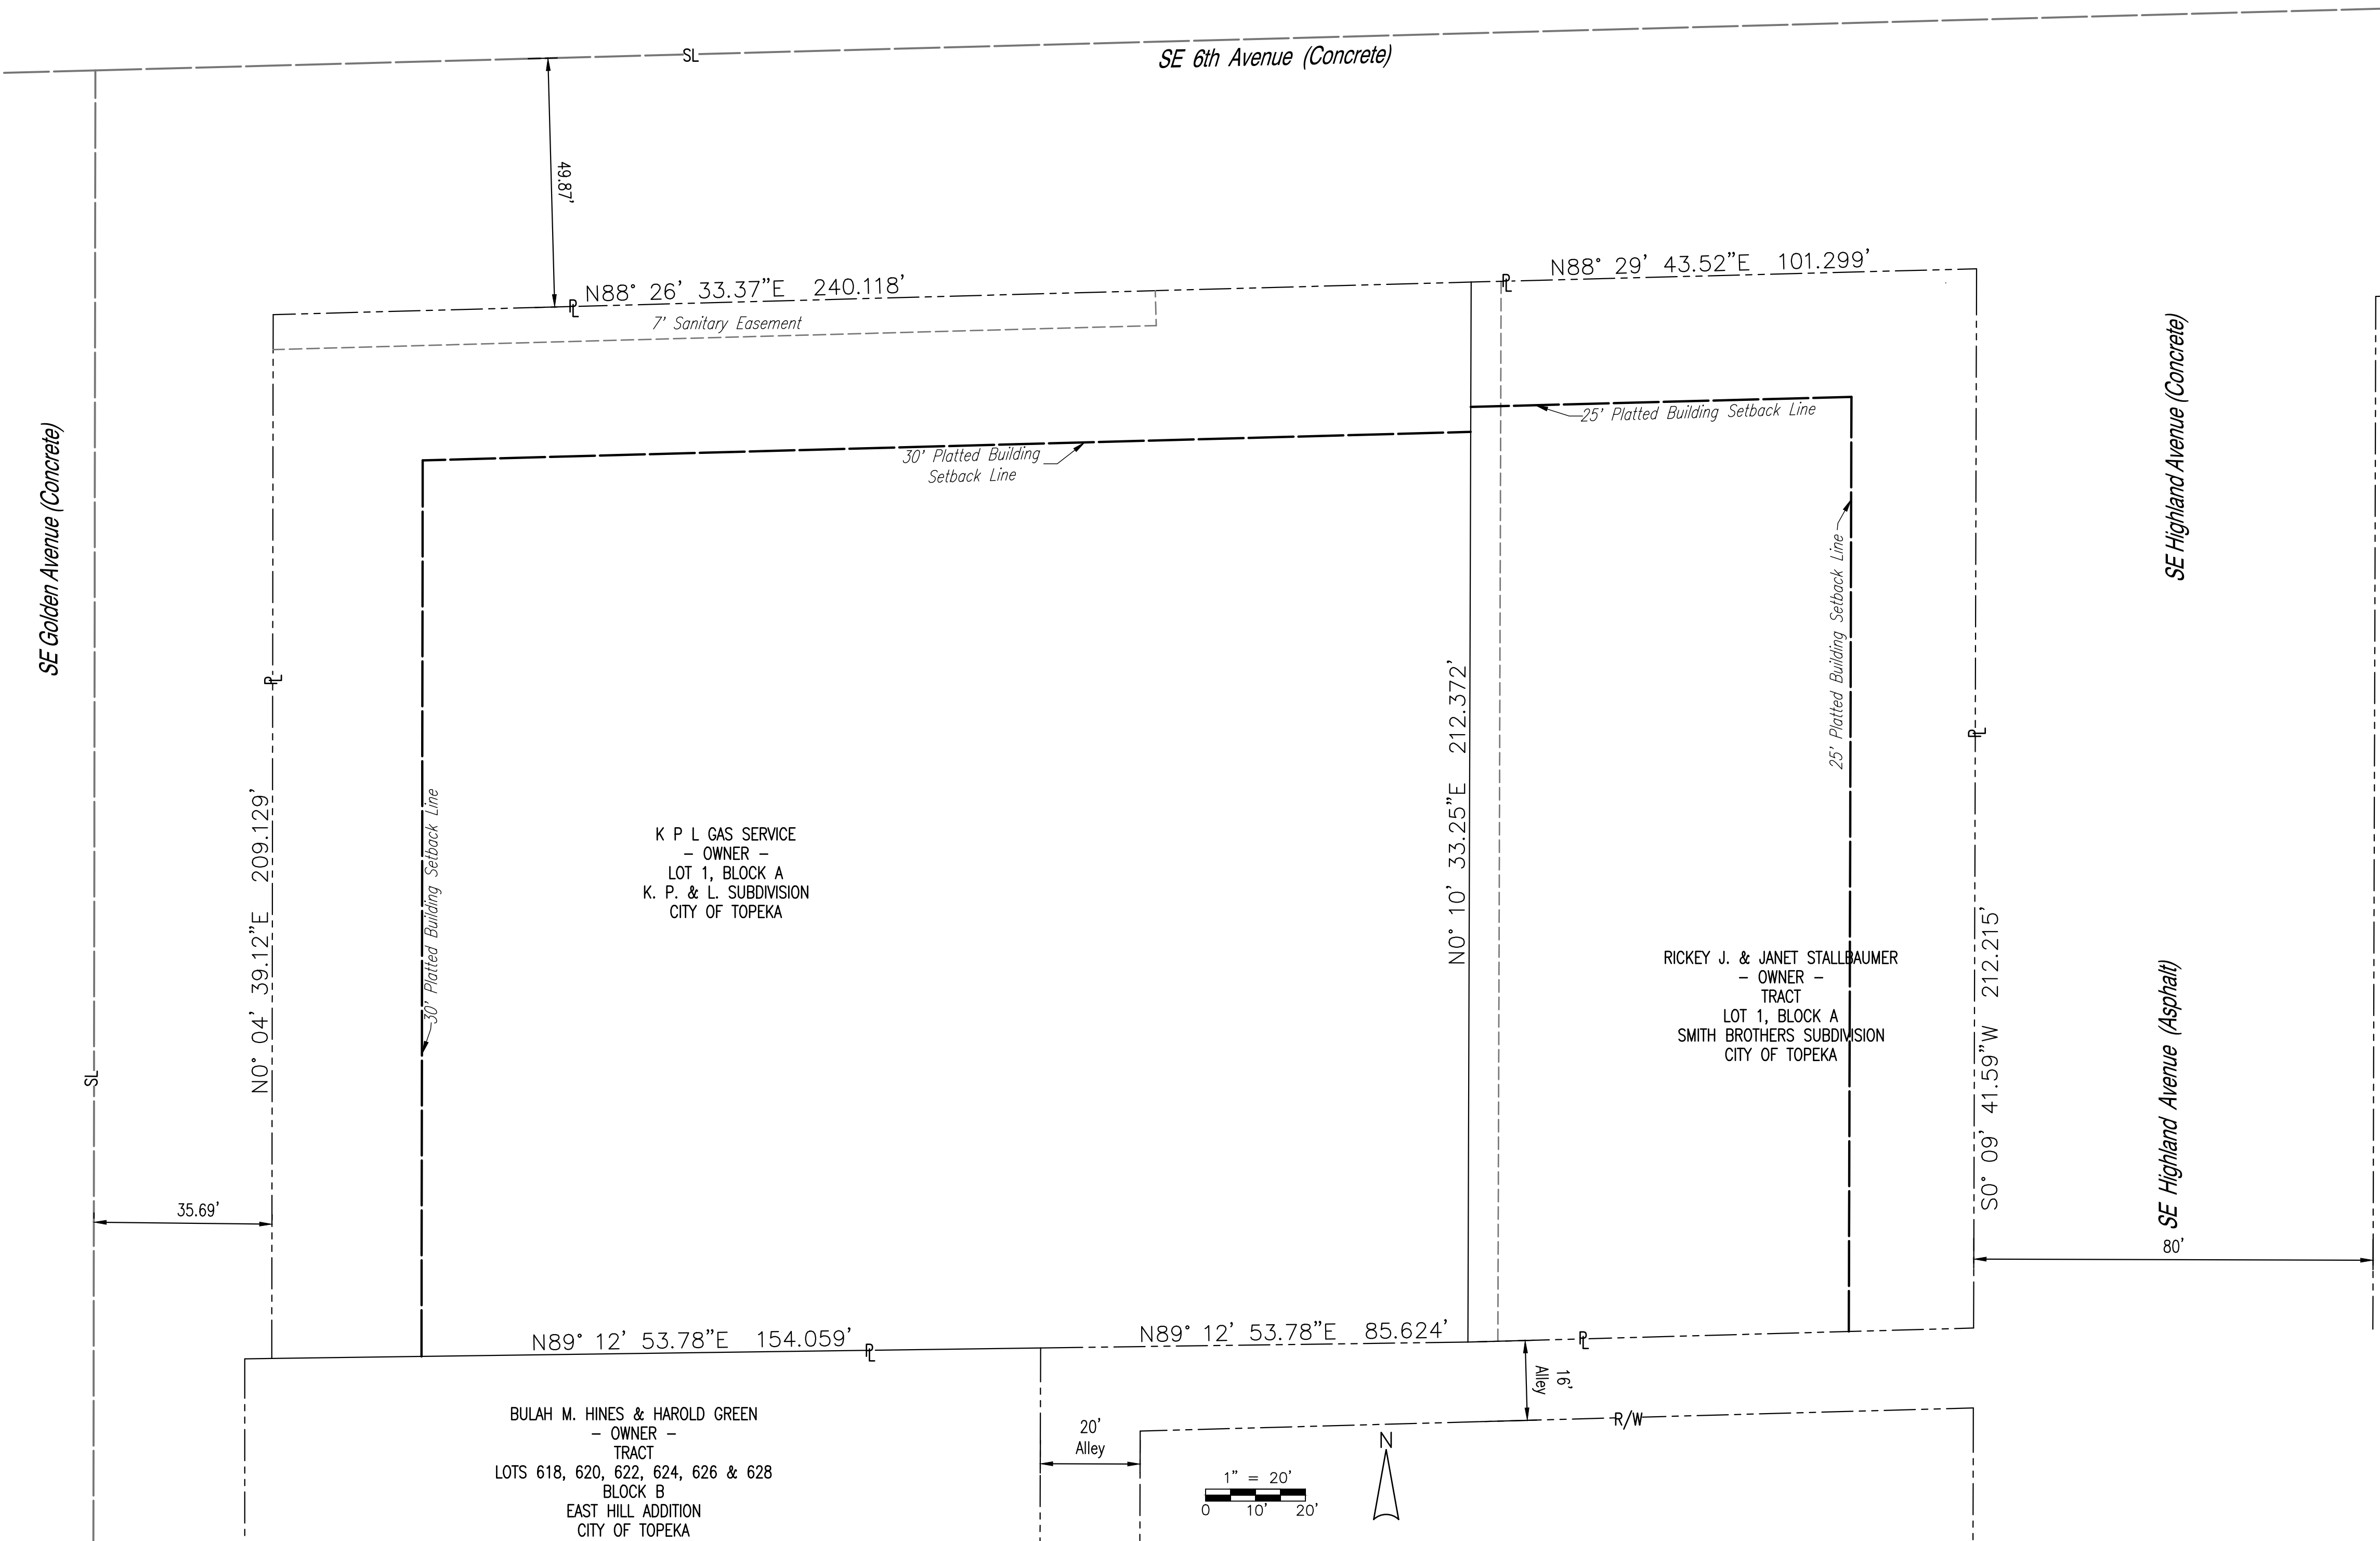 SL
SE 6th Avenue (Concrete)
49.87'
N88° 29' 43.52"E 101.299'
PL
N88° 26' 33.37"E 240.118'
PL
7' Sanitary Easement
25' Platted Building Setback Line
30' Platted Building
Setback Line
SE Golden Avenue (Concrete)
SE Highland Avenue (Concrete)
25' Platted Building Setback Line
PL
PL
N0° 04' 39.12"E 209.129'
30' Platted Building Setback Line
K P L GAS SERVICE
- OWNER -
LOT 1, BLOCK A
K. P. & L. SUBDIVISION
CITY OF TOPEKA
N0° 10' 33.25"E 212.372'
RICKEY J. & JANET STALLBAUMER
- OWNER -
TRACT
LOT 1, BLOCK A
SMITH BROTHERS SUBDIVISION
CITY OF TOPEKA
S0° 09' 41.59"W 212.215'
SE Highland Avenue (Asphalt)
SL
35.69'
80'
N89° 12' 53.78"E 154.059'
PL
N89° 12' 53.78"E 85.624'
PL
16'
Alley
BULAH M. HINES & HAROLD GREEN
- OWNER -
TRACT
LOTS 618, 620, 622, 624, 626 & 628
BLOCK B
EAST HILL ADDITION
CITY OF TOPEKA
20'
Alley
R/W
N
1" = 20'
0 10' 20'